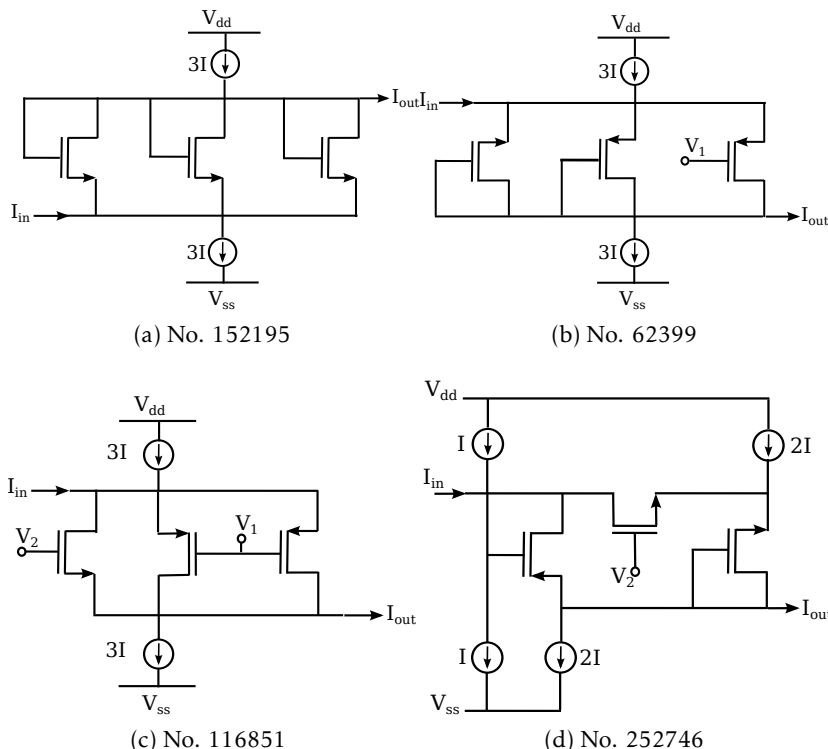 V_dd
3I
I_out
I_in
3I
V_ss
(a) No. 152195
V_dd
3I
I_in
V_1
I_out
3I
V_ss
(b) No. 62399
V_dd
3I
I_in
V_2
V_1
I_out
3I
V_ss
(c) No. 116851
V_dd
I
2I
I_in
V_2
I_out
I
2I
V_ss
(d) No. 252746